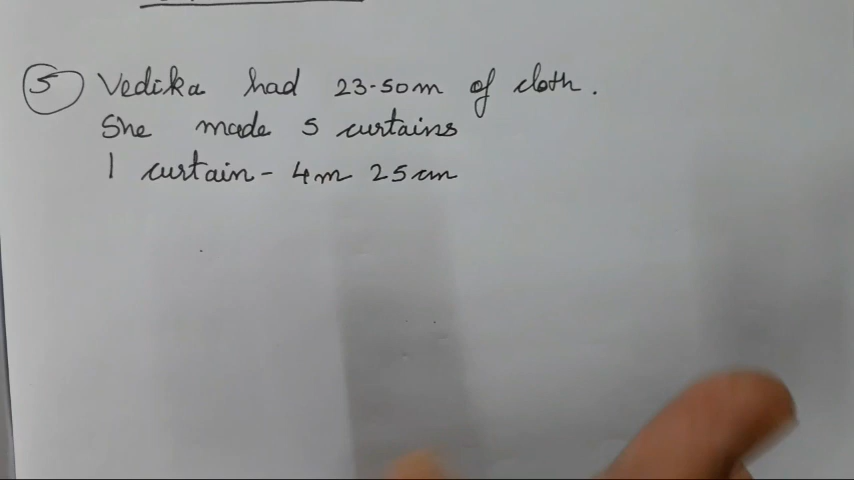 5 Vedika had 23.50m of cloth.
She made 5 curtains
1 curtain - 4m 25cm